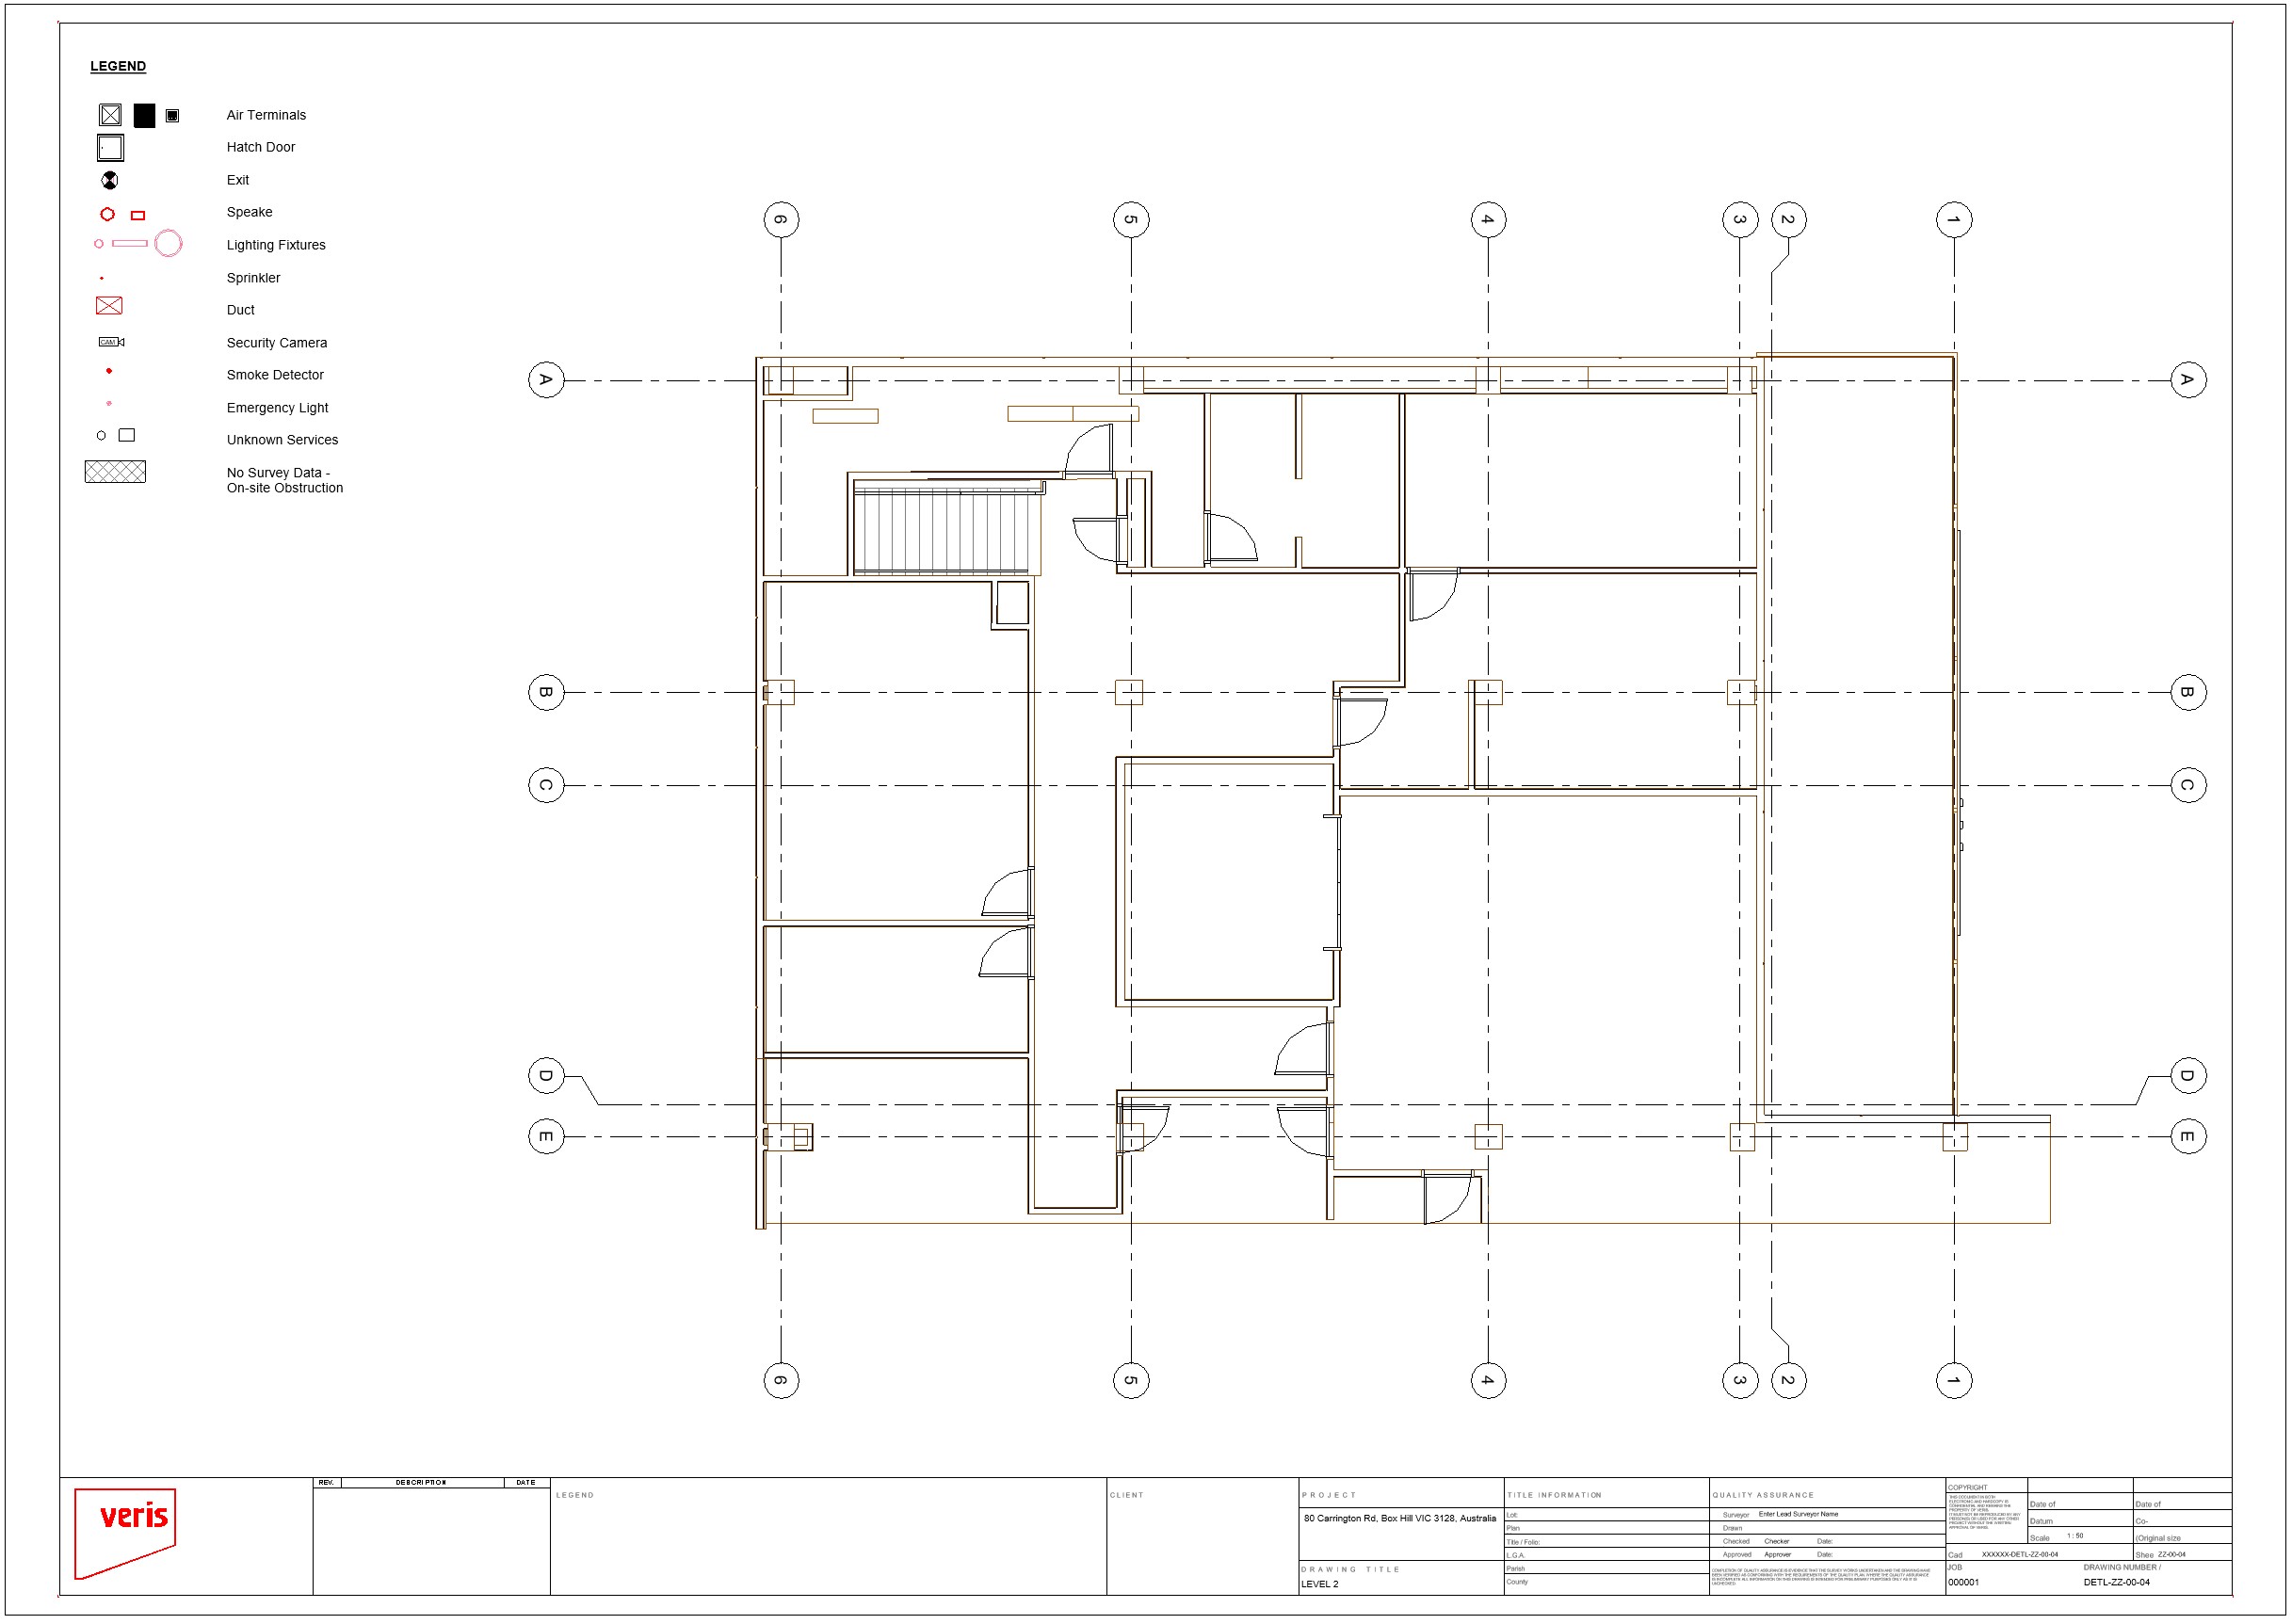 LEGEND
Air Terminals
Hatch Door
Exit
Speake
Lighting Fixtures
Sprinkler
Duct
CAM
Security Camera
Smoke Detector
Emergency Light
Unknown Services
No Survey Data -
On-site Obstruction
6 5 4 3 2 1
A A
B B
C C
D D
E E
6 5 4 3 2 1
veris
REV. DESCRIPTION DATE
LEGEND
CLIENT
PROJECT
80 Carrington Rd, Box Hill VIC 3128, Australia
DRAWING TITLE
LEVEL 2
TITLE INFORMATION
Lot:
Plan
Title / Folio:
L.G.A.
Parish
County
QUALITY ASSURANCE
Surveyor Enter Lead Surveyor Name
Drawn
Checked Checker Date:
Approved Approver Date:
COPYRIGHT
Date of
Date of
Datum
Co-
Scale 1 : 50
(Original size
Cad XXXXXX-DETL-ZZ-00-04
Shee ZZ-00-04
JOB
000001
DRAWING NUMBER /
DETL-ZZ-00-04